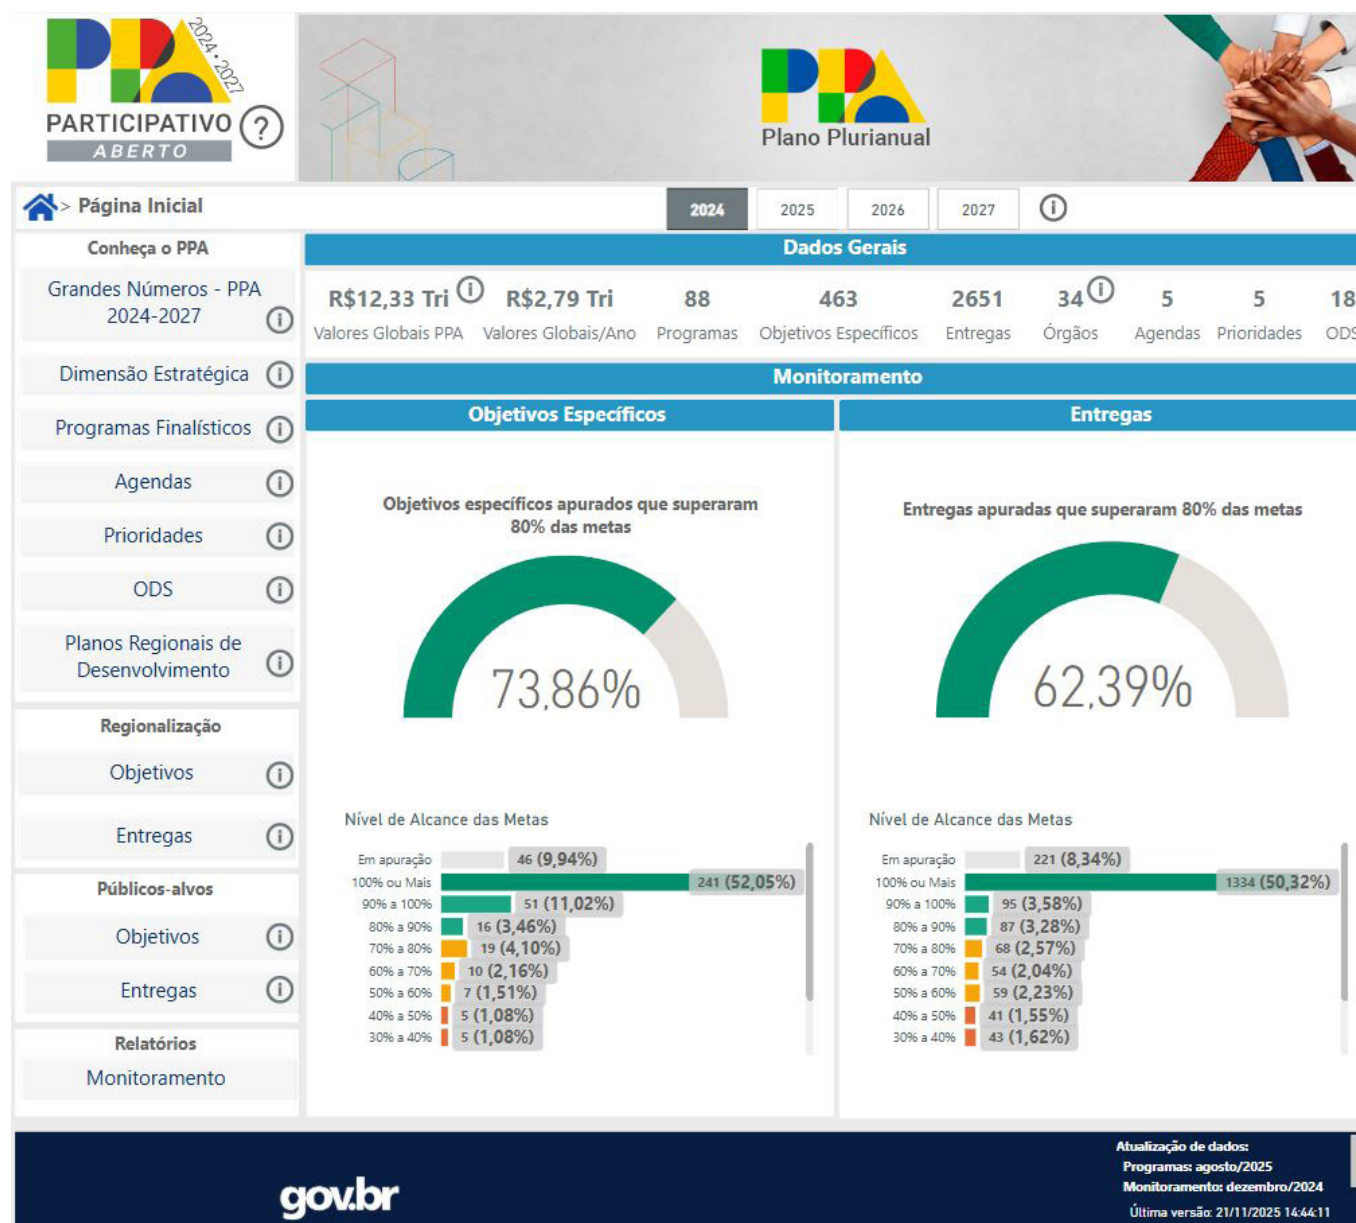 PPA
2024 • 2027
PARTICIPATIVO ?
ABERTO
PPA
Plano Plurianual
> Página Inicial
2024 2025 2026 2027
Conheça o PPA
Grandes Números - PPA
2024-2027
Dimensão Estratégica
Programas Finalísticos
Agendas
Prioridades
ODS
Planos Regionais de
Desenvolvimento
Regionalização
Objetivos
Entregas
Públicos-alvos
Objetivos
Entregas
Relatórios
Monitoramento
Dados Gerais
R$12,33 Tri R$2,79 Tri 88 463 2651 34 5 5 18
Valores Globais PPA Valores Globais/Ano Programas Objetivos Específicos Entregas Órgãos Agendas Prioridades ODS
Monitoramento
Objetivos Específicos
Objetivos específicos apurados que superaram
80% das metas
73,86%
Nível de Alcance das Metas
Em apuração 46 (9,94%)
100% ou Mais 241 (52,05%)
90% a 100% 51 (11,02%)
80% a 90% 16 (3,46%)
70% a 80% 19 (4,10%)
60% a 70% 10 (2,16%)
50% a 60% 7 (1,51%)
40% a 50% 5 (1,08%)
30% a 40% 5 (1,08%)
Entregas
Entregas apuradas que superaram 80% das metas
62,39%
Nível de Alcance das Metas
Em apuração 221 (8,34%)
100% ou Mais 1334 (50,32%)
90% a 100% 95 (3,58%)
80% a 90% 87 (3,28%)
70% a 80% 68 (2,57%)
60% a 70% 54 (2,04%)
50% a 60% 59 (2,23%)
40% a 50% 41 (1,55%)
30% a 40% 43 (1,62%)
gov.br
Atualização de dados:
Programas: agosto/2025
Monitoramento: dezembro/2024
Última versão: 21/11/2025 14:44:11